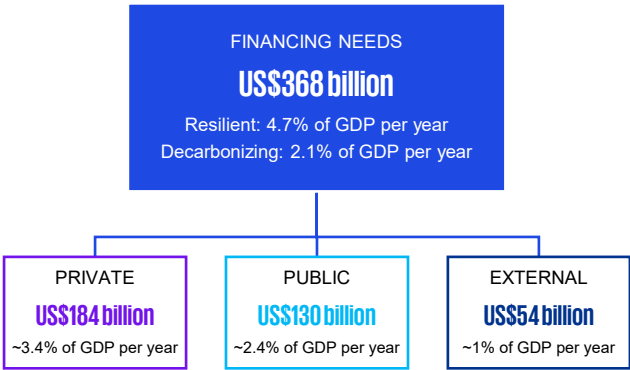 FINANCING NEEDS
US$368 billion
Resilient: 4.7% of GDP per year
Decarbonizing: 2.1% of GDP per year
PRIVATE
US$184 billion
~3.4% of GDP per year
PUBLIC
US$130 billion
~2.4% of GDP per year
EXTERNAL
US$54 billion
~1% of GDP per year